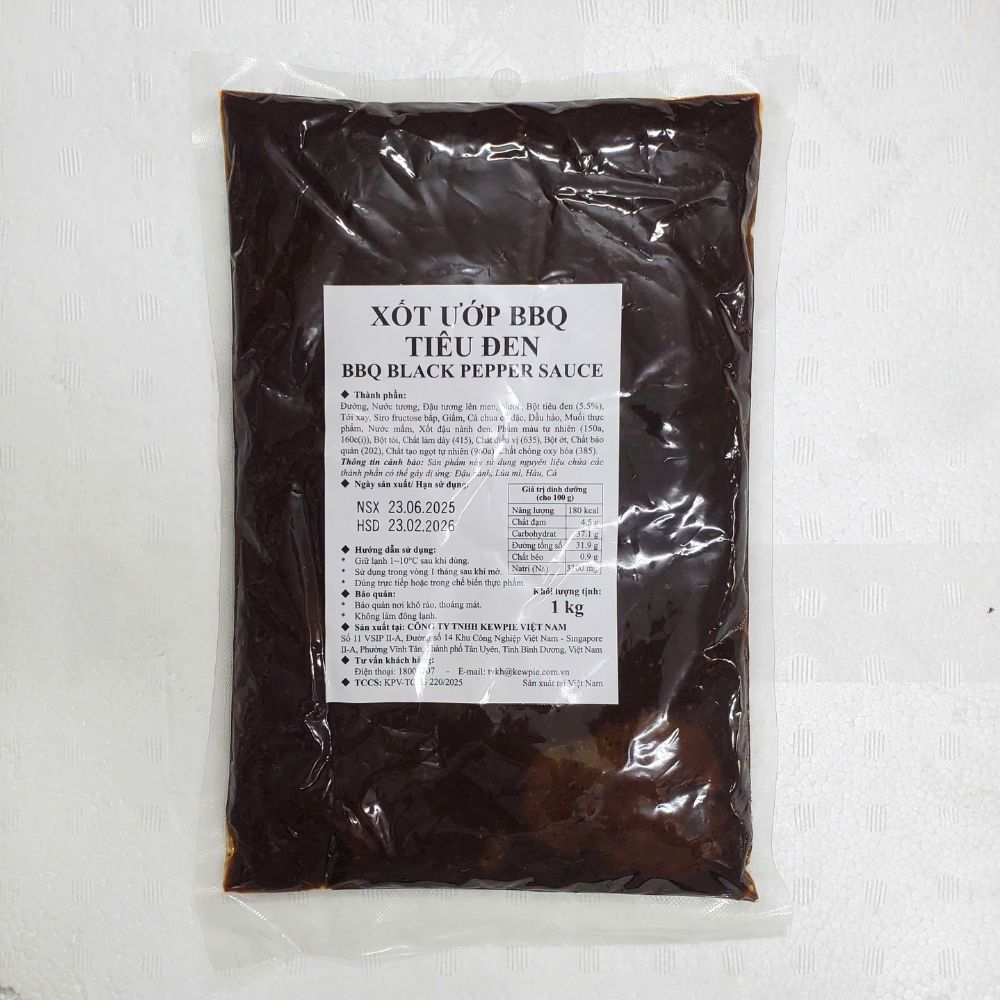 XỐT ƯỚP BBQ
TIÊU ĐEN
BBQ BLACK PEPPER SAUCE
◆ Thành phần:
Đường, Nước tương, Đậu tương lên men, Nước, Bột tiêu đen (5.5%),
Tỏi xay, Siro fructose bắp, Giấm, Cà chua cô đặc, Dầu hào, Muối thực
phẩm, Nước mắm, Xốt đậu nành đen, Phẩm màu tự nhiên (150a,
160c(i)), Bột tỏi, Chất làm dày (415), Chất điều vị (635), Bột ớt, Chất bảo
quản (202), Chất tạo ngọt tự nhiên (960a), Chất chống oxy hóa (385).
Thông tin cảnh báo: Sản phẩm này sử dụng nguyên liệu chứa các
thành phần có thể gây dị ứng: Đậu nành, Lúa mì, Hàu, Cá
◆ Ngày sản xuất/ Hạn sử dụng:
NSX 23.06.2025
HSD 23.02.2026
Giá trị dinh dưỡng
(cho 100 g)
Năng lượng 180 kcal
Chất đạm 4.5 g
Carbohydrat 37.1 g
Đường tổng số 31.9 g
Chất béo 0.9 g
Natri (Na) mg
◆ Hướng dẫn sử dụng:
* Giữ lạnh 1~10°C sau khi dùng.
* Sử dụng trong vòng 1 tháng sau khi mở.
* Dùng trực tiếp hoặc trong chế biến thực phẩm.
◆ Bảo quản:
* Bảo quản nơi khô ráo, thoáng mát.
* Không làm đông lạnh.
Khối lượng tịnh:
1 kg
◆ Sản xuất tại: CÔNG TY TNHH KEWPIE VIỆT NAM
Số 11 VSIP II-A, Đường số 14 Khu Công Nghiệp Việt Nam - Singapore
II-A, Phường Vĩnh Tân, Thành phố Tân Uyên, Tỉnh Bình Dương, Việt Nam
◆ Tư vấn khách hàng:
Điện thoại: - E-mail: tvkh@kewpie.com.vn
◆ TCCS: 220/2025 Sản xuất tại Việt Nam